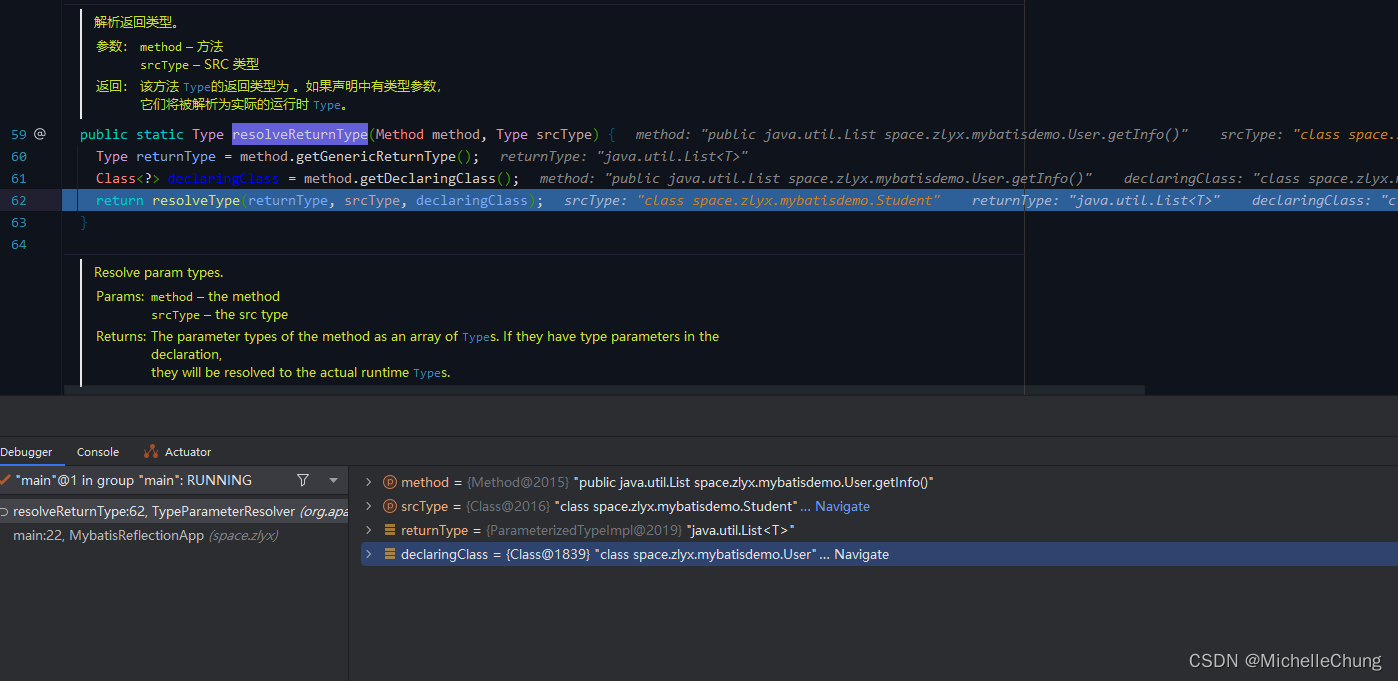 解析返回类型。
参数: method – 方法
srcType – SRC 类型
返回: 该方法 Type的返回类型为 。如果声明中有类型参数,
它们将被解析为实际的运行时 Type。
59 @ public static Type resolveReturnType(Method method, Type srcType) { method: "public java.util.List space.zlyx.mybatisdemo.User.getInfo()" srcType: "class space.
60 Type returnType = method.getGenericReturnType(); returnType: "java.util.List<T>"
61 Class<?> declaringClass = method.getDeclaringClass(); method: "public java.util.List space.zlyx.mybatisdemo.User.getInfo()" declaringClass: "class space.zlyx.m
62 return resolveType(returnType, srcType, declaringClass); srcType: "class space.zlyx.mybatisdemo.Student" returnType: "java.util.List<T>" declaringClass: "c
63 }
64
Resolve param types.
Params: method – the method
srcType – the src type
Returns: The parameter types of the method as an array of Types. If they have type parameters in the
declaration,
they will be resolved to the actual runtime Types.
Debugger Console Actuator
"main"@1 in group "main": RUNNING
resolveReturnType:62, TypeParameterResolver (org.apa
main:22, MybatisReflectionApp (space.zlyx)
method = {Method@2015} "public java.util.List space.zlyx.mybatisdemo.User.getInfo()"
srcType = {Class@2016} "class space.zlyx.mybatisdemo.Student" ... Navigate
returnType = {ParameterizedTypeImpl@2019} "java.util.List<T>"
declaringClass = {Class@1839} "class space.zlyx.mybatisdemo.User" ... Navigate
CSDN @MichelleChung